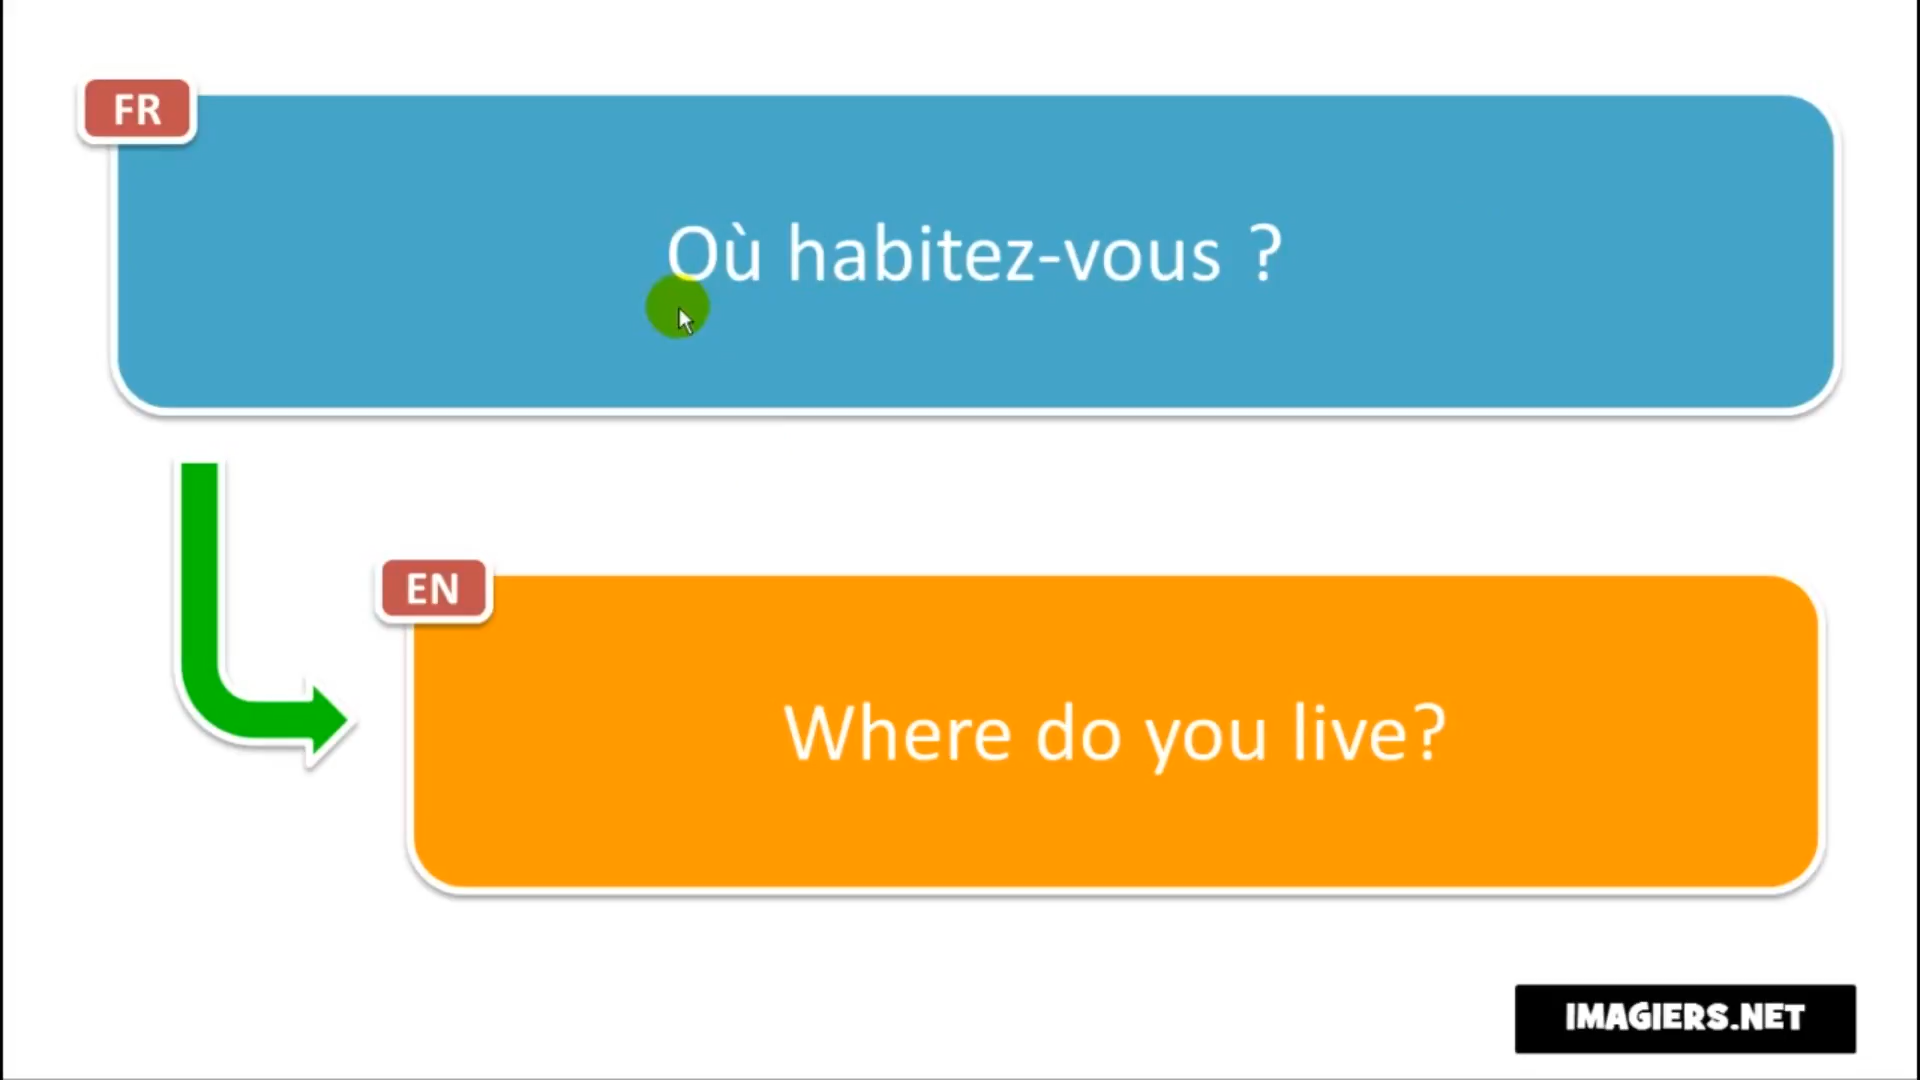 FR
Où habitez-vous ?
EN
Where do you live?
IMAGIERS.NET